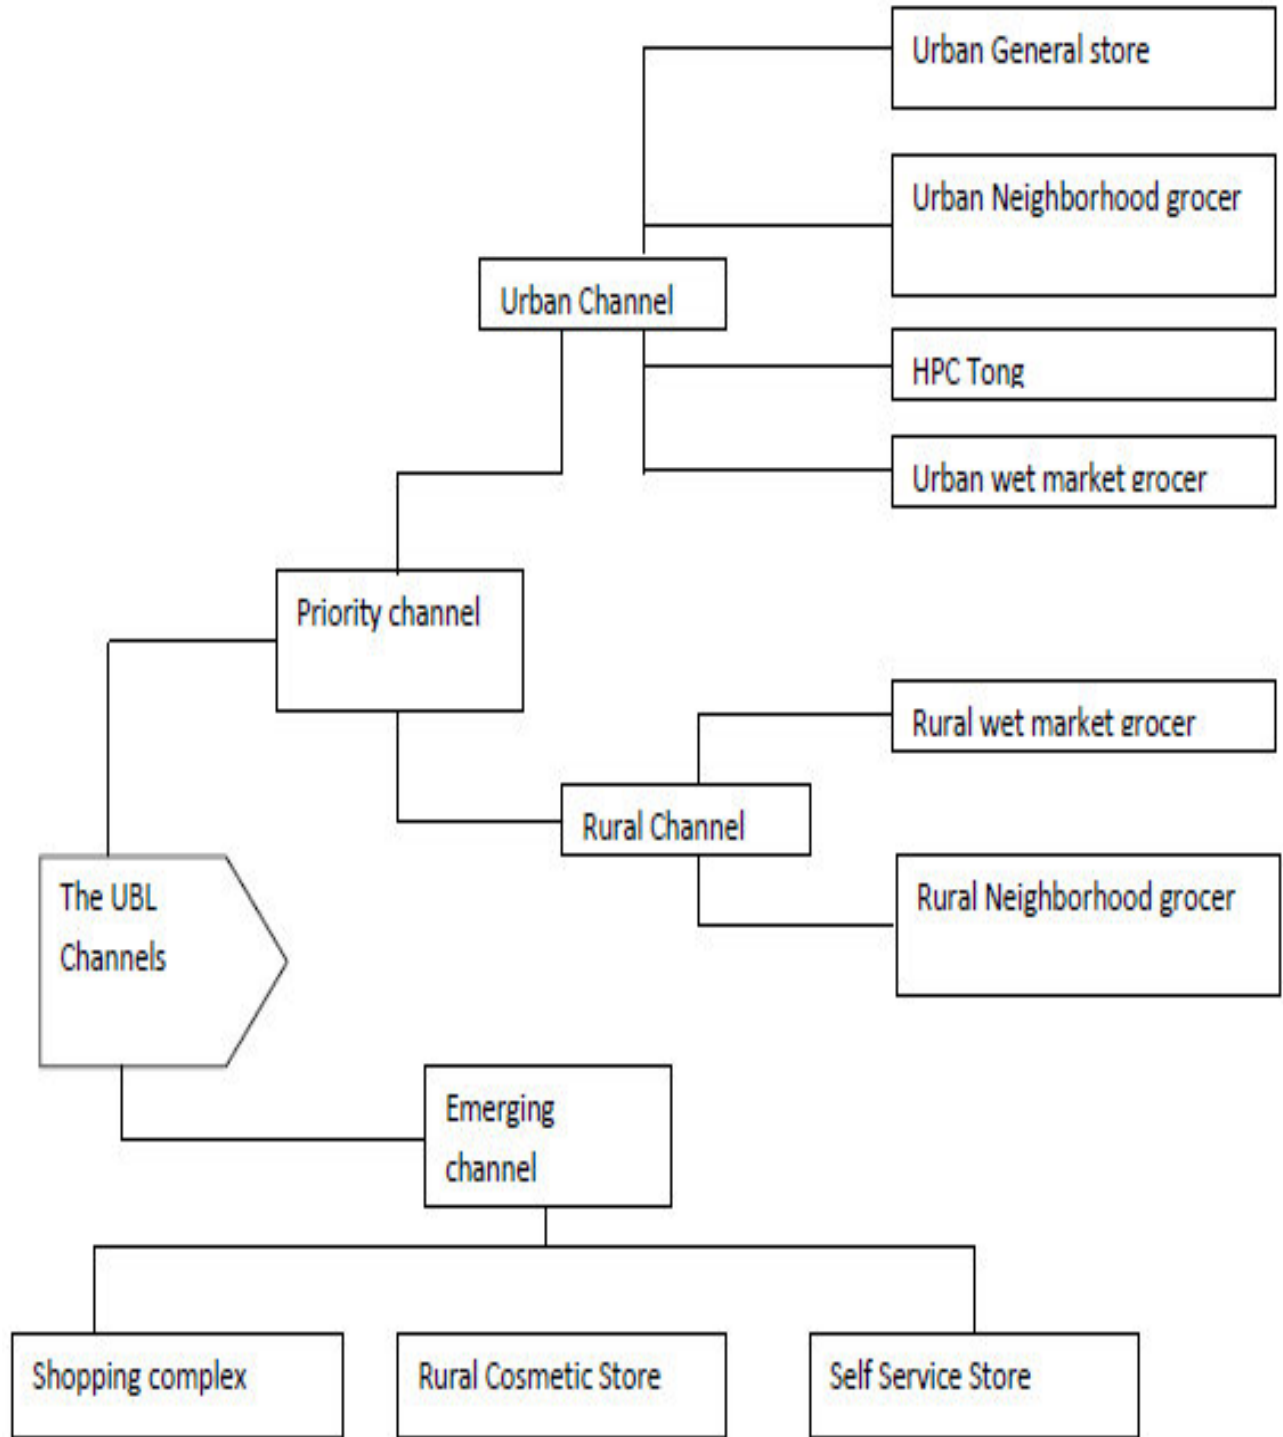 Urban General store
Urban Neighborhood grocer
Urban Channel
HPC Tong
Urban wet market grocer
Priority channel
Rural wet market grocer
Rural Channel
The UBL
Channels
Rural Neighborhood grocer
Emerging
channel
Shopping complex
Rural Cosmetic Store
Self Service Store